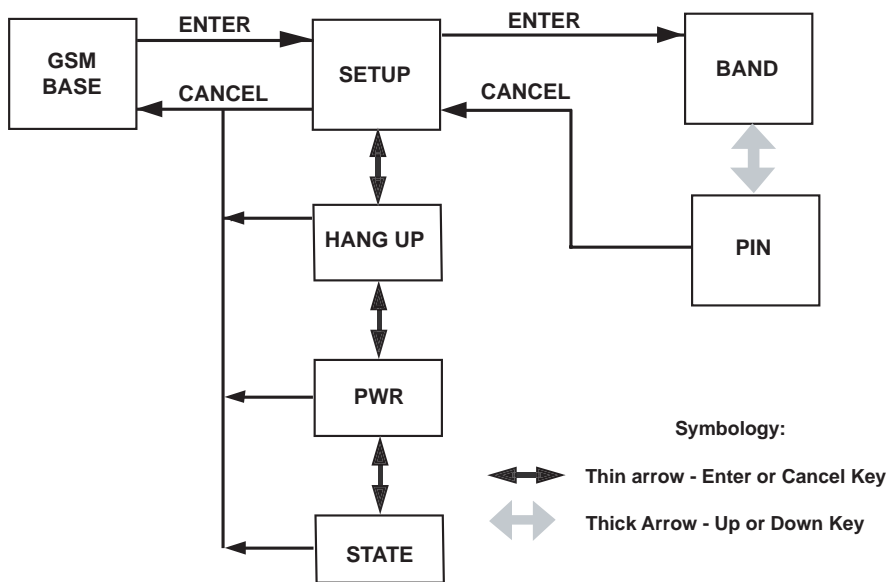 ENTER
ENTER
GSM
BASE
SETUP
BAND
CANCEL
CANCEL
HANG UP
PIN
PWR
Symbology:
Thin arrow - Enter or Cancel Key
Thick Arrow - Up or Down Key
STATE